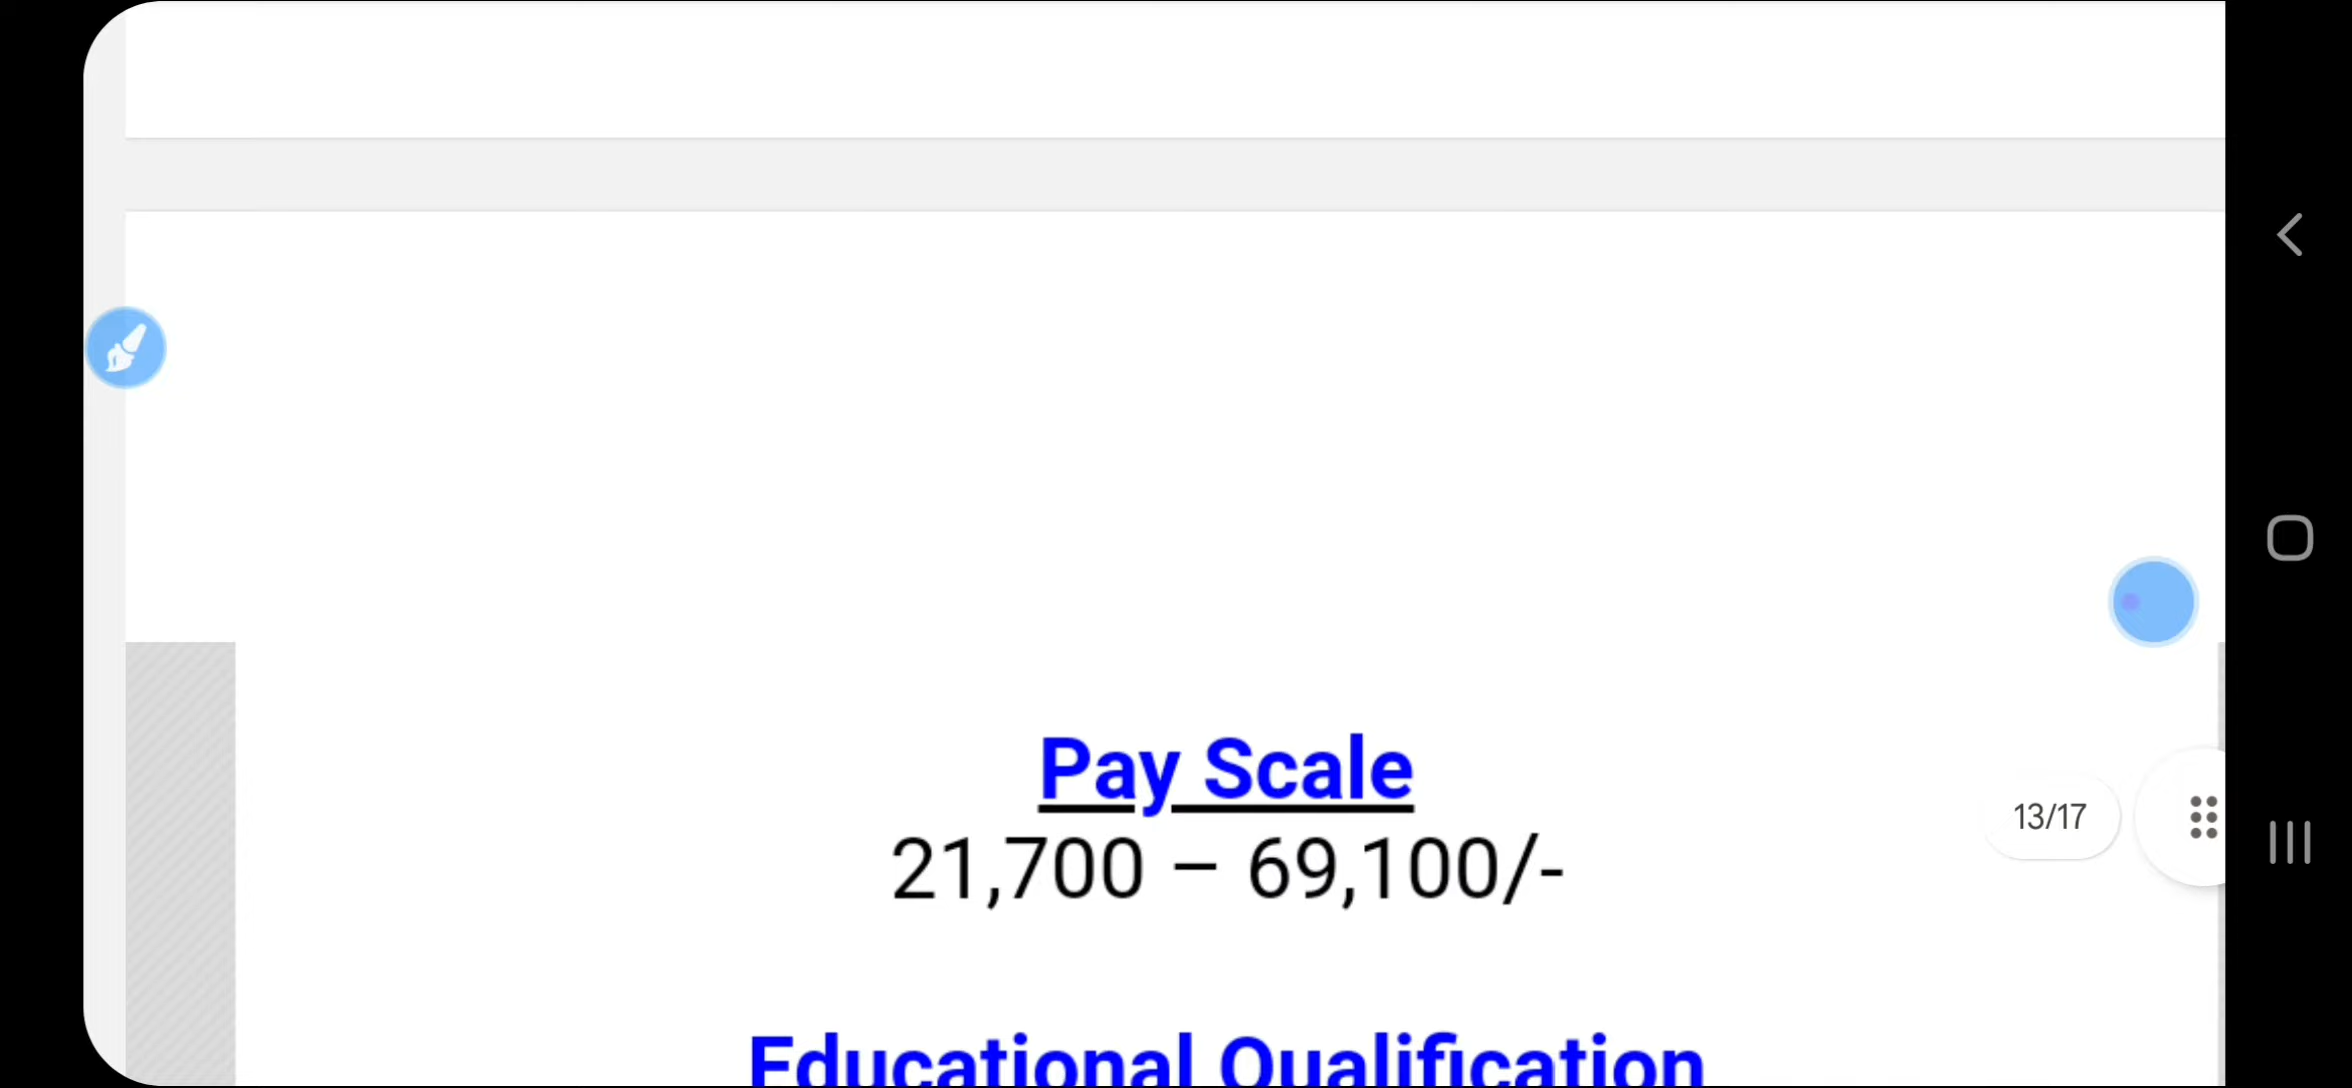 Pay Scale
21,700 – 69,100/-
13/17
Educational Qualification